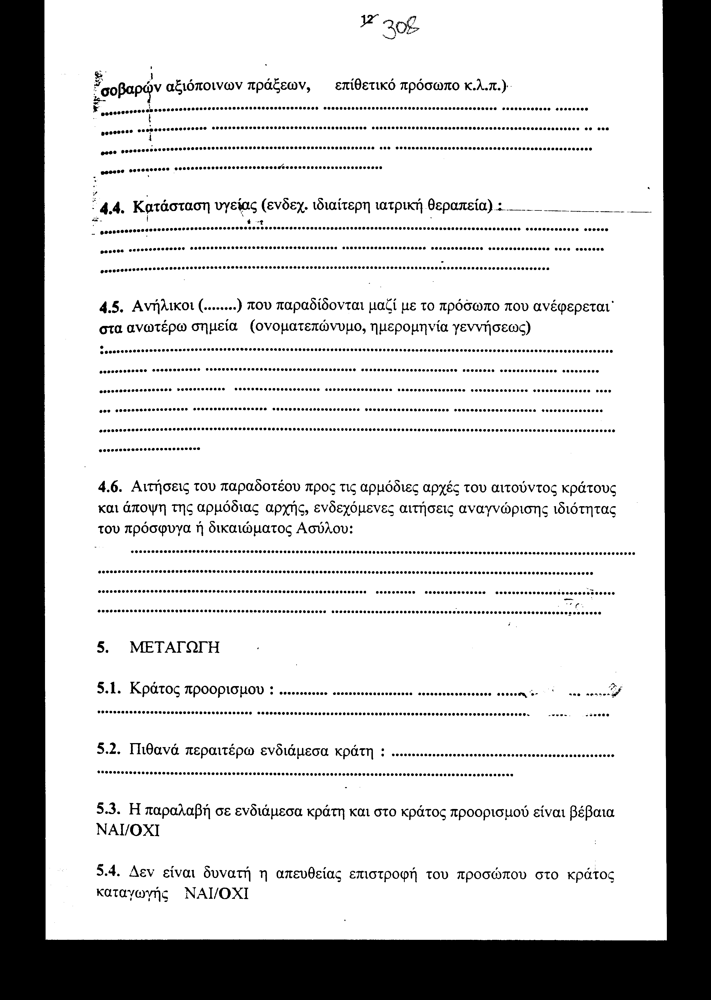 12 308
σοβαρών αξιόποινων πράξεων, επίθετικό πρόσωπο κ.λ.π.)
........................................................ ............................................ ............ ........
........ ................. ....................................... .................................................... .. ...
.... ................................................................ ... ..................................................
...... .......... ....................................................
4.4. Κατάσταση υγείας (ενδεχ. ιδιαίτερη ιατρική θεραπεία) :
.......................................................................................................... ............. ......
...... .............. ..................................... ..................... ............. ............... .... .......
..................................................................................................................
4.5. Ανήλικοι (........) που παραδίδονται μαζί με το πρόσωπο που ανέφερεται
στα ανωτέρω σημεία (ονοματεπώνυμο, ημερομηνία γεννήσεως)
:.................................................................................................................................
............ ............ ...................................... ........................ ........ .............. .........
.................. ............ ..................... ................. ................. .............. .............. ....
... .................. .................. ...................... ..................... .................... ...............
...................................................................................................................................
.........................
4.6. Αιτήσεις του παραδοτέου προς τις αρμόδιες αρχές του αιτούντος κράτους
και άποψη της αρμόδιας αρχής, ενδεχόμενες αιτήσεις αναγνώρισης ιδιότητας
του πρόσφυγα ή δικαιώματος Ασύλου:
................................................................................................................................
.............................................................................................................................
................................................................... .......... ............... ..............................
......................................................... ....................................................................
5. ΜΕΤΑΓΩΓΗ
5.1. Κράτος προορισμου : ............ .................... .................. ........ ... ......
....................................... .................................................................... ..... ......
5.2. Πιθανά περαιτέρω ενδιάμεσα κράτη : ........................................................
.........................................................................................................
5.3. Η παραλαβή σε ενδιάμεσα κράτη και στο κράτος προορισμού είναι βέβαια
ΝΑΙ/ΟΧΙ
5.4. Δεν είναι δυνατή η απευθείας επιστροφή του προσώπου στο κράτος
καταγωγής ΝΑΙ/ΟΧΙ